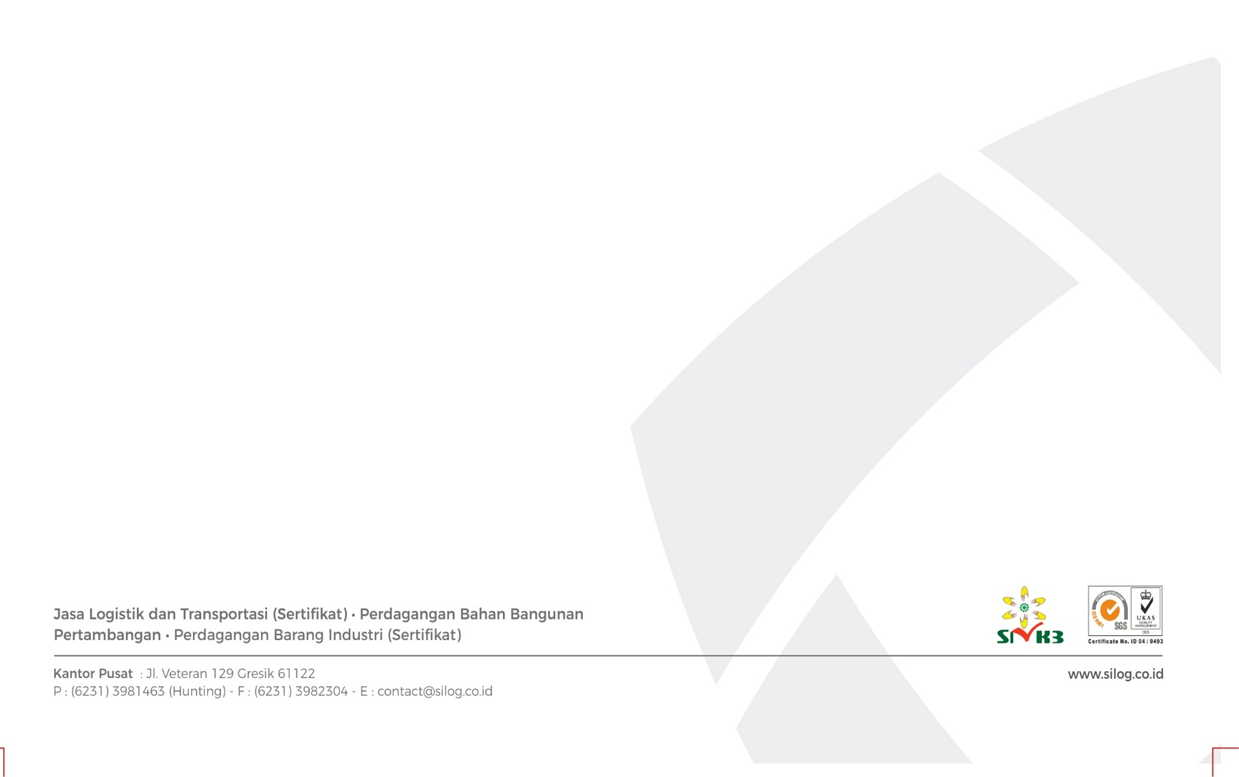 Jasa Logistik dan Transportasi (Sertifikat) • Perdagangan Bahan Bangunan
Pertambangan • Perdagangan Barang Industri (Sertifikat)
SMK3
SGS
UKAS
Certificate No. ID 04 / 0493
Kantor Pusat : Jl. Veteran 129 Gresik 61122
www.silog.co.id
P : (6231) 3981463 (Hunting) - F : (6231) 3982304 - E : contact@silog.co.id